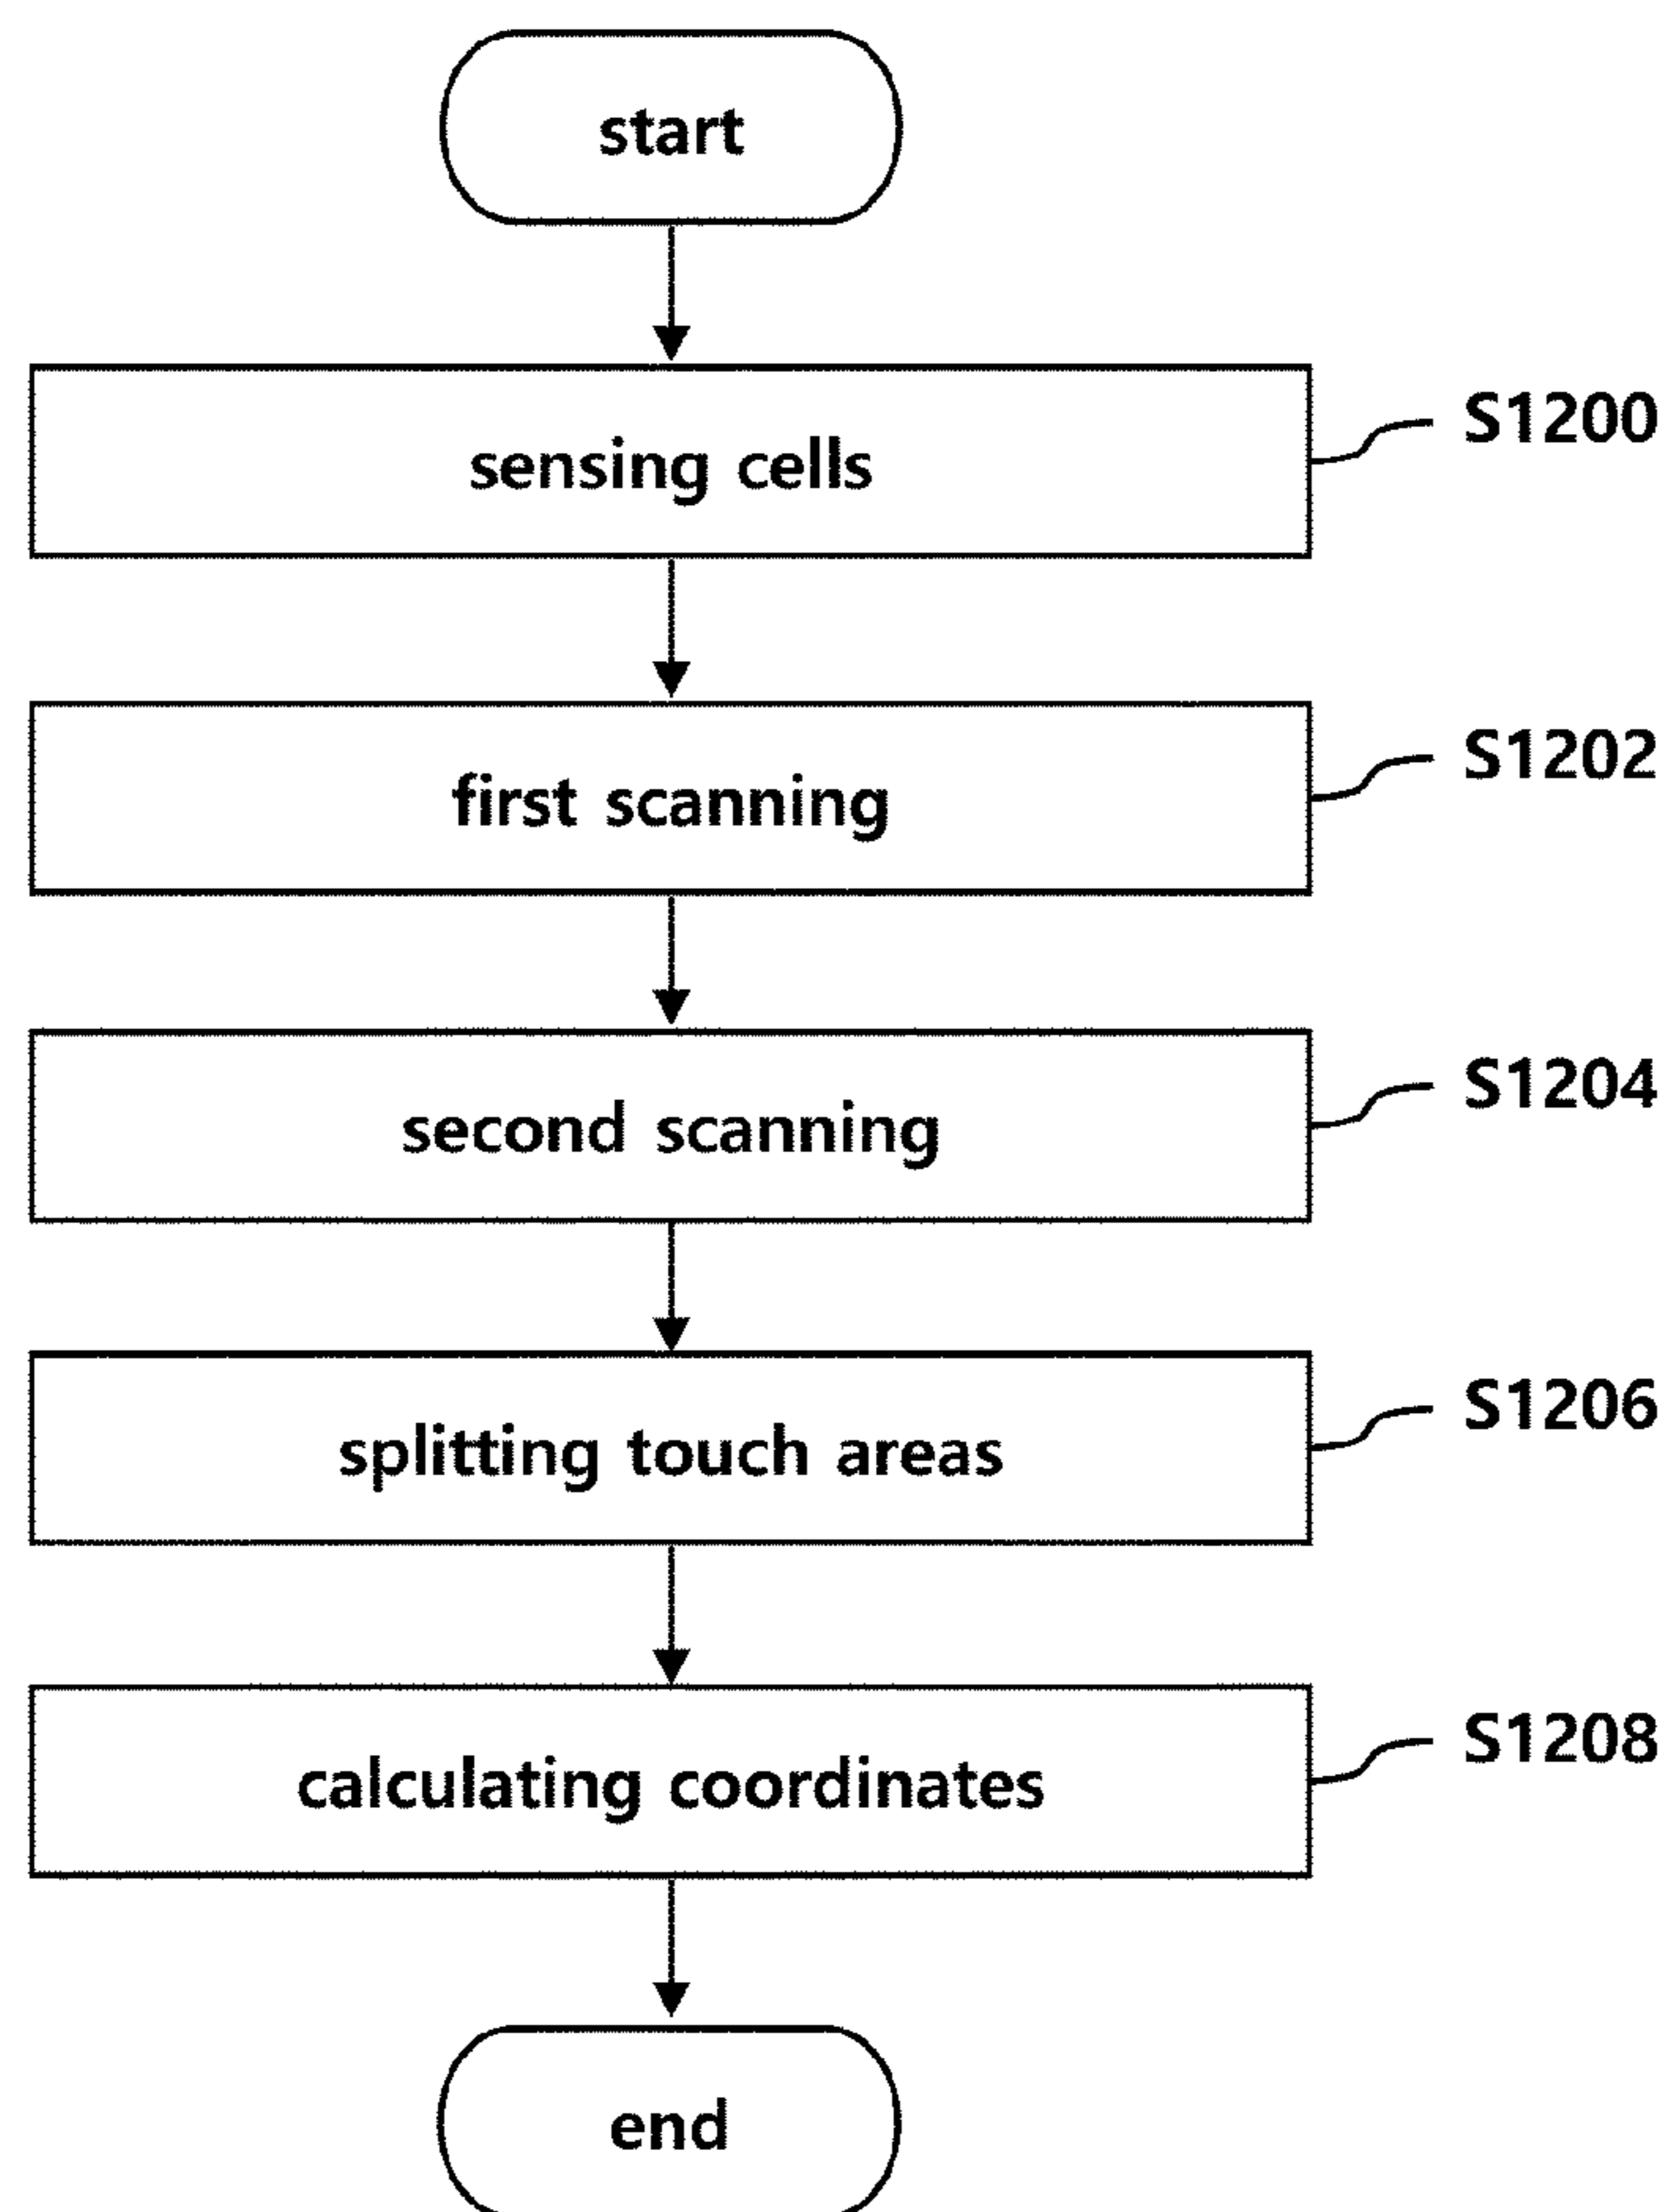 start
sensing cells
S1200
first scanning
S1202
second scanning
S1204
splitting touch areas
S1206
calculating coordinates
S1208
end